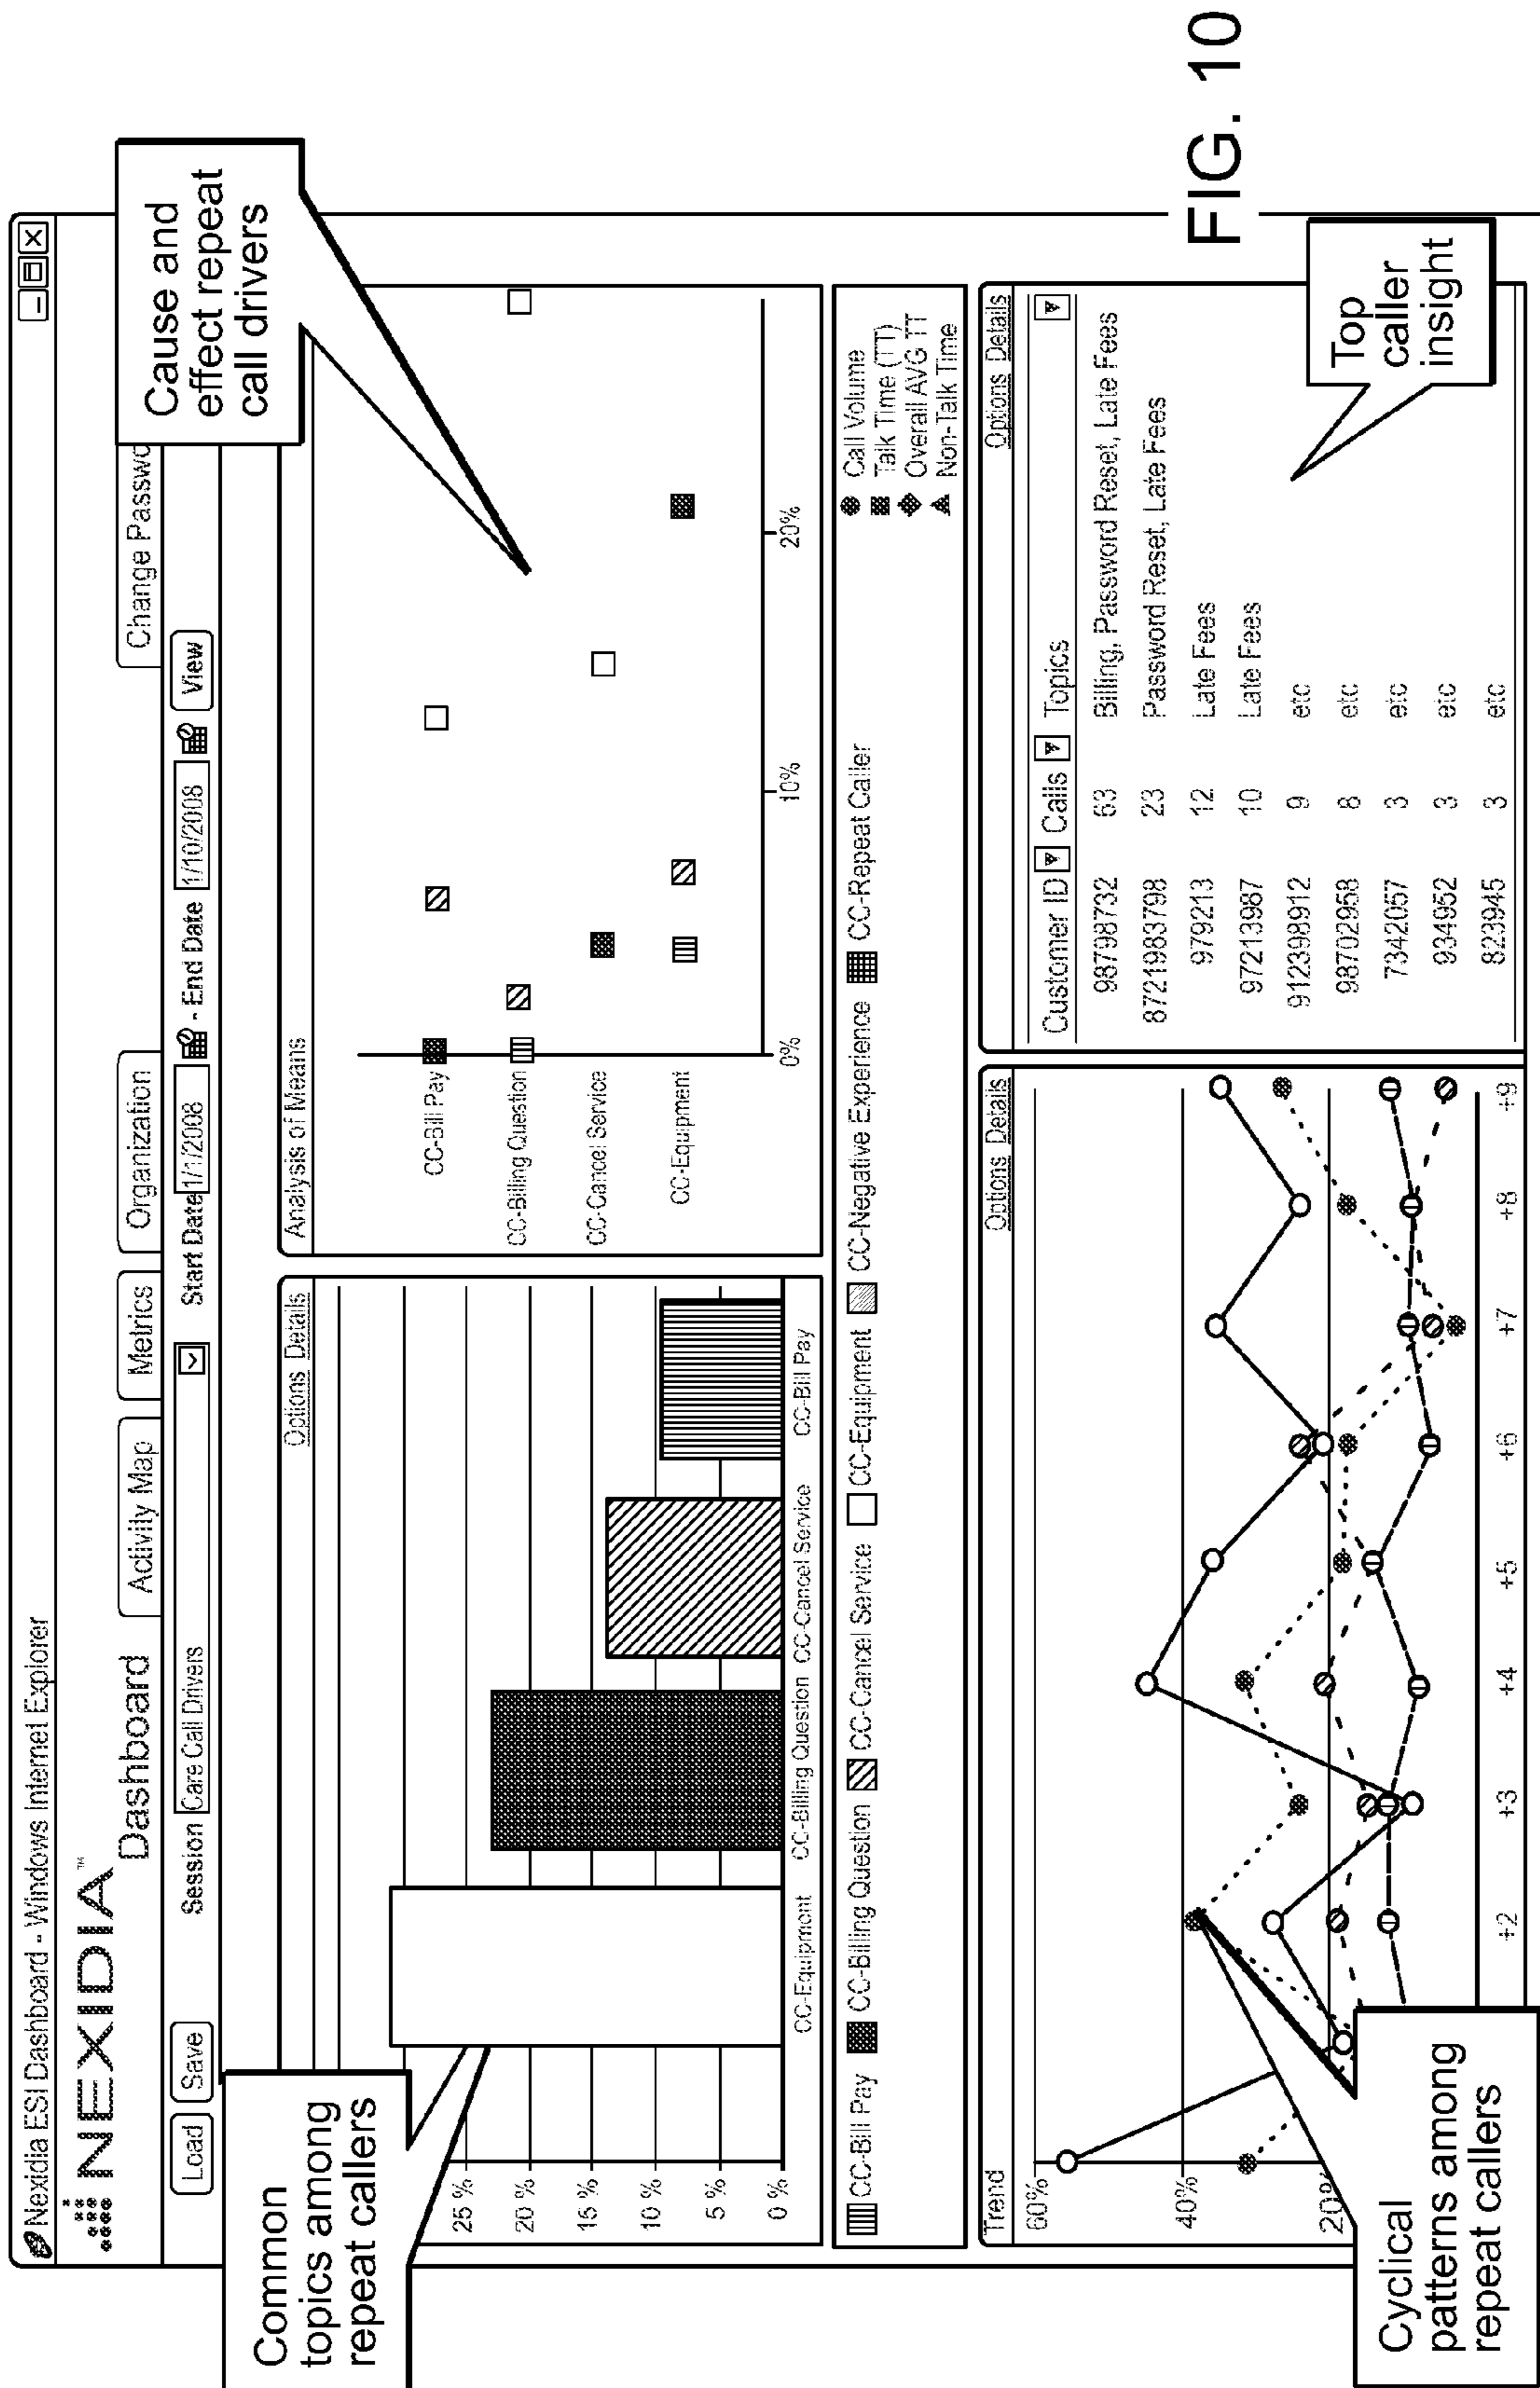 Nexidia ESI Dashboard - Windows Internet Explorer
NEXIDIA™
Dashboard
Activity Map
Metrics
Organization
Change Passwo
Load
Save
Session
Care Call Drivers
Start Date
1/1/2008
- End Date
1/10/2008
View
Common
topics among
repeat callers
Cause and
effect repeat
call drivers
Options Details
25 %
20 %
15 %
10 %
5 %
0 %
CC-Equipment
CC-Billing Question
CC-Cancel Service
CC-Bill Pay
Analysis of Means
CC-Bill Pay
CC-Billing Question
CC-Cancel Service
CC-Equipment
0%
10%
20%
CC-Bill Pay
CC-Billing Question
CC-Cancel Service
CC-Equipment
CC-Negative Experience
CC-Repeat Caller
Call Volume
Talk Time (TT)
Overall AVG TT
Non-Talk Time
Trend
Options Details
60%
40%
20%
+2
+3
+4
+5
+6
+7
+8
+9
Cyclical
patterns among
repeat callers
Options Details
Customer ID Calls Topics
98798732 63 Billing, Password Reset, Late Fees
8721983798 23 Password Reset, Late Fees
979213 12 Late Fees
97213987 10 Late Fees
912398912 9 etc
98702958 8 etc
7342057 3 etc
934952 3 etc
823945 3 etc
Top
caller
insight
FIG. 10